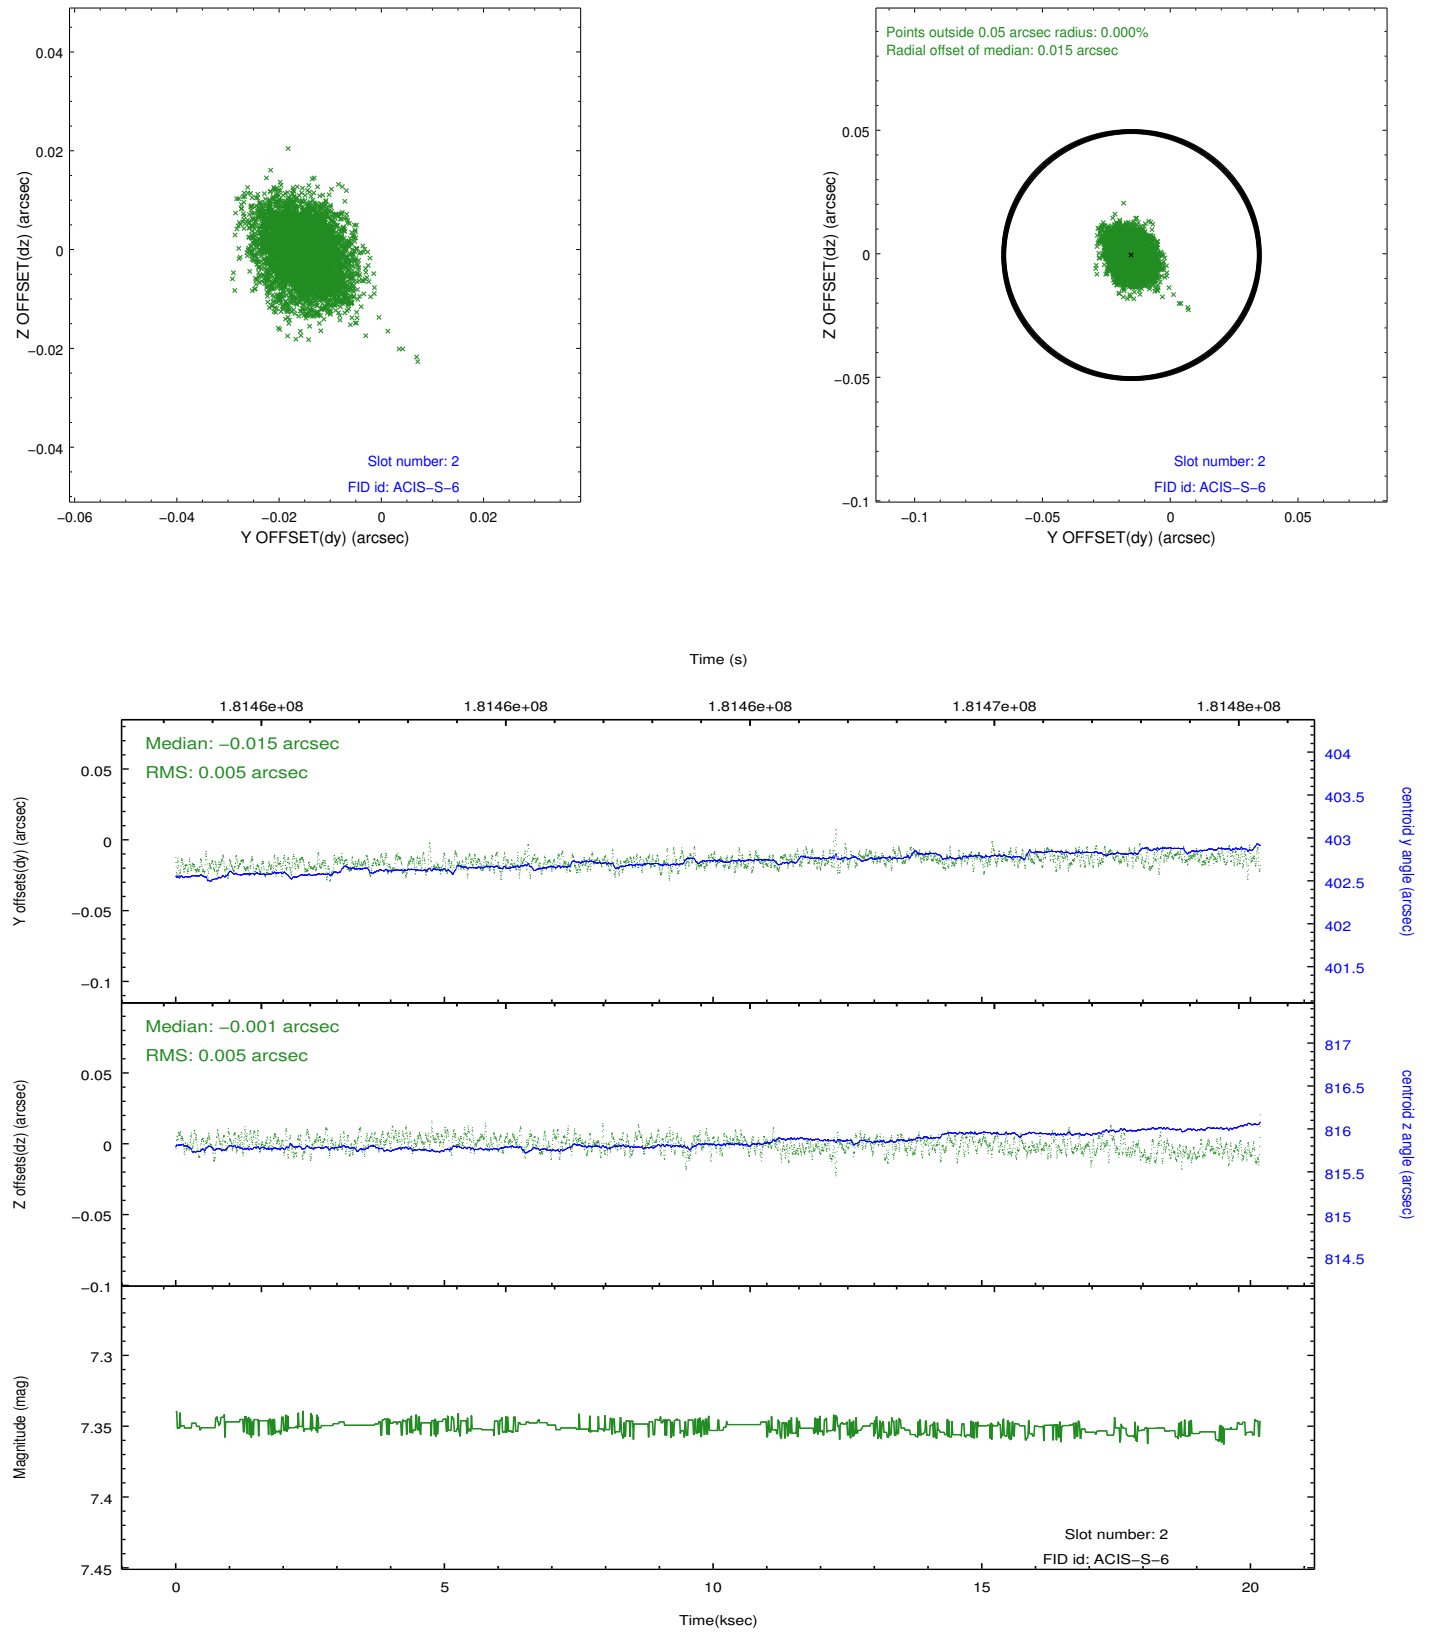 0.04
0.02
0
−0.02
−0.04
Z OFFSET(dz) (arcsec)
−0.06
−0.04
−0.02
0
0.02
Y OFFSET(dy) (arcsec)
Slot number: 2
FID id: ACIS−S−6
Points outside 0.05 arcsec radius: 0.000%
Radial offset of median: 0.015 arcsec
0.05
0
−0.05
−0.1
Z OFFSET(dz) (arcsec)
−0.1
−0.05
0
0.05
Y OFFSET(dy) (arcsec)
Slot number: 2
FID id: ACIS−S−6
Time (s)
1.8146e+08
1.8146e+08
1.8146e+08
1.8147e+08
1.8148e+08
Median: −0.015 arcsec
RMS: 0.005 arcsec
0.05
0
−0.05
−0.1
Y offsets(dy) (arcsec)
404
403.5
403
402.5
402
401.5
centroid y angle (arcsec)
Median: −0.001 arcsec
RMS: 0.005 arcsec
0.05
0
−0.05
−0.1
Z offsets(dz) (arcsec)
817
816.5
816
815.5
815
814.5
centroid z angle (arcsec)
7.3
7.35
7.4
7.45
Magnitude (mag)
Slot number: 2
FID id: ACIS−S−6
0
5
10
15
20
Time(ksec)